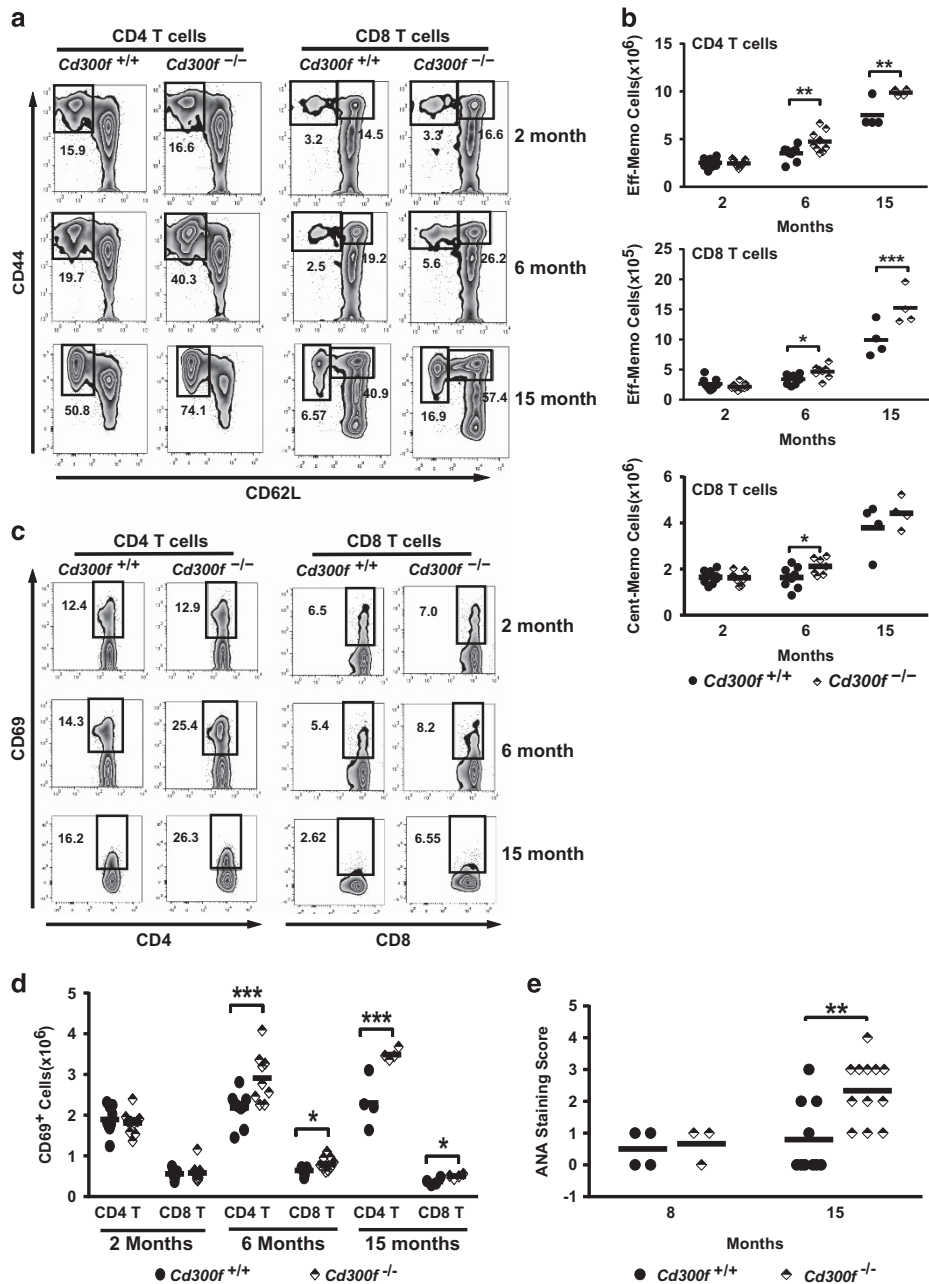 a
CD4 T cells
CD8 T cells
Cd300f +/+
Cd300f −/−
Cd300f +/+
Cd300f −/−
15.9
16.6
3.2
14.5
3.3
16.6
2 month
19.7
40.3
2.5
19.2
5.6
26.2
6 month
50.8
74.1
6.57
40.9
16.9
57.4
15 month
CD44
CD62L
b
CD4 T cells
Eff-Memo Cells(x10⁶)
15
10
5
0
**
**
2
6
15
Months
CD8 T cells
Eff-Memo Cells(x10⁵)
25
20
15
10
5
0
*
***
2
6
15
Months
CD8 T cells
Cent-Memo Cells(x10⁶)
6
4
2
0
*
2
6
15
Months
Cd300f +/+
Cd300f −/−
c
CD4 T cells
CD8 T cells
Cd300f +/+
Cd300f −/−
Cd300f +/+
Cd300f −/−
12.4
12.9
6.5
7.0
2 month
14.3
25.4
5.4
8.2
6 month
16.2
26.3
2.62
6.55
15 month
CD69
CD4
CD8
d
CD69⁺ Cells(x10⁶)
5
4
3
2
1
0
***
*
***
*
CD4 T
CD8 T
CD4 T
CD8 T
CD4 T
CD8 T
2 Months
6 Months
15 months
Cd300f +/+
Cd300f -/-
e
ANA Staining Score
5
4
3
2
1
0
-1
**
8
15
Months
Cd300f +/+
Cd300f -/-